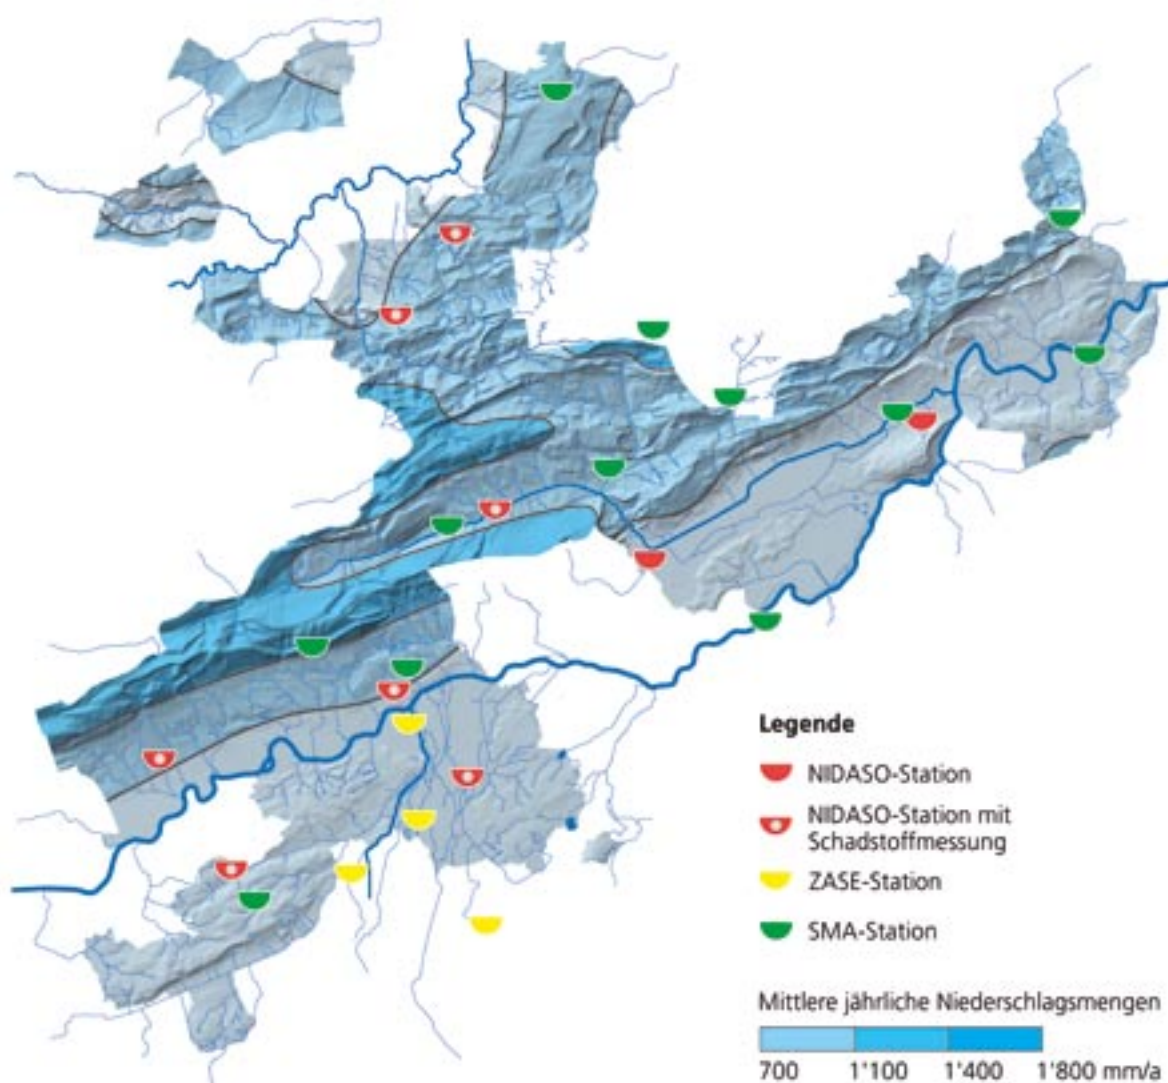 Legende
NIDASO-Station
NIDASO-Station mit
Schadstoffmessung
ZASE-Station
SMA-Station
Mittlere jährliche Niederschlagsmengen
700 1'100 1'400 1'800 mm/a